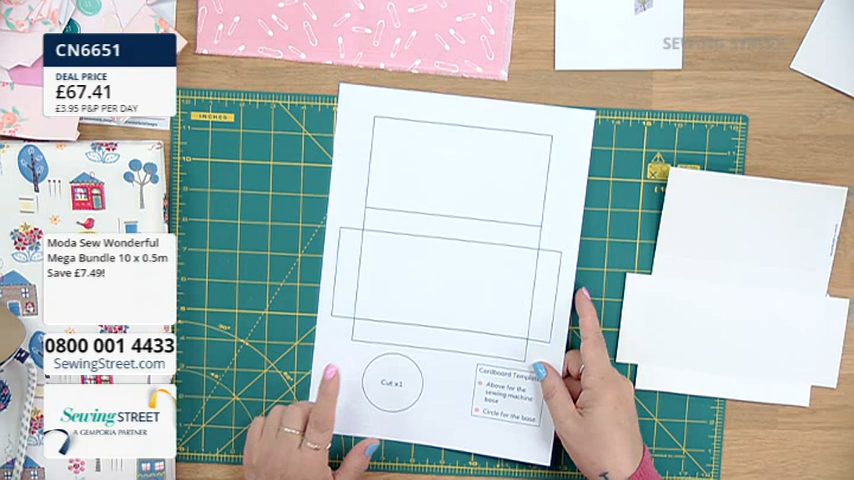 CN6651
DEAL PRICE
£67.41
£3.95 P&P PER DAY
Moda Sew Wonderful
Mega Bundle 10 x 0.5m
Save £7.49!
0800 001 4433
SewingStreet.com
Sewing STREET
A GEMPORIA PARTNER
SEWING STREET
INCHES
Cut x1
Cardboard Template
Above for the
sewing machine
base
Circle for the base